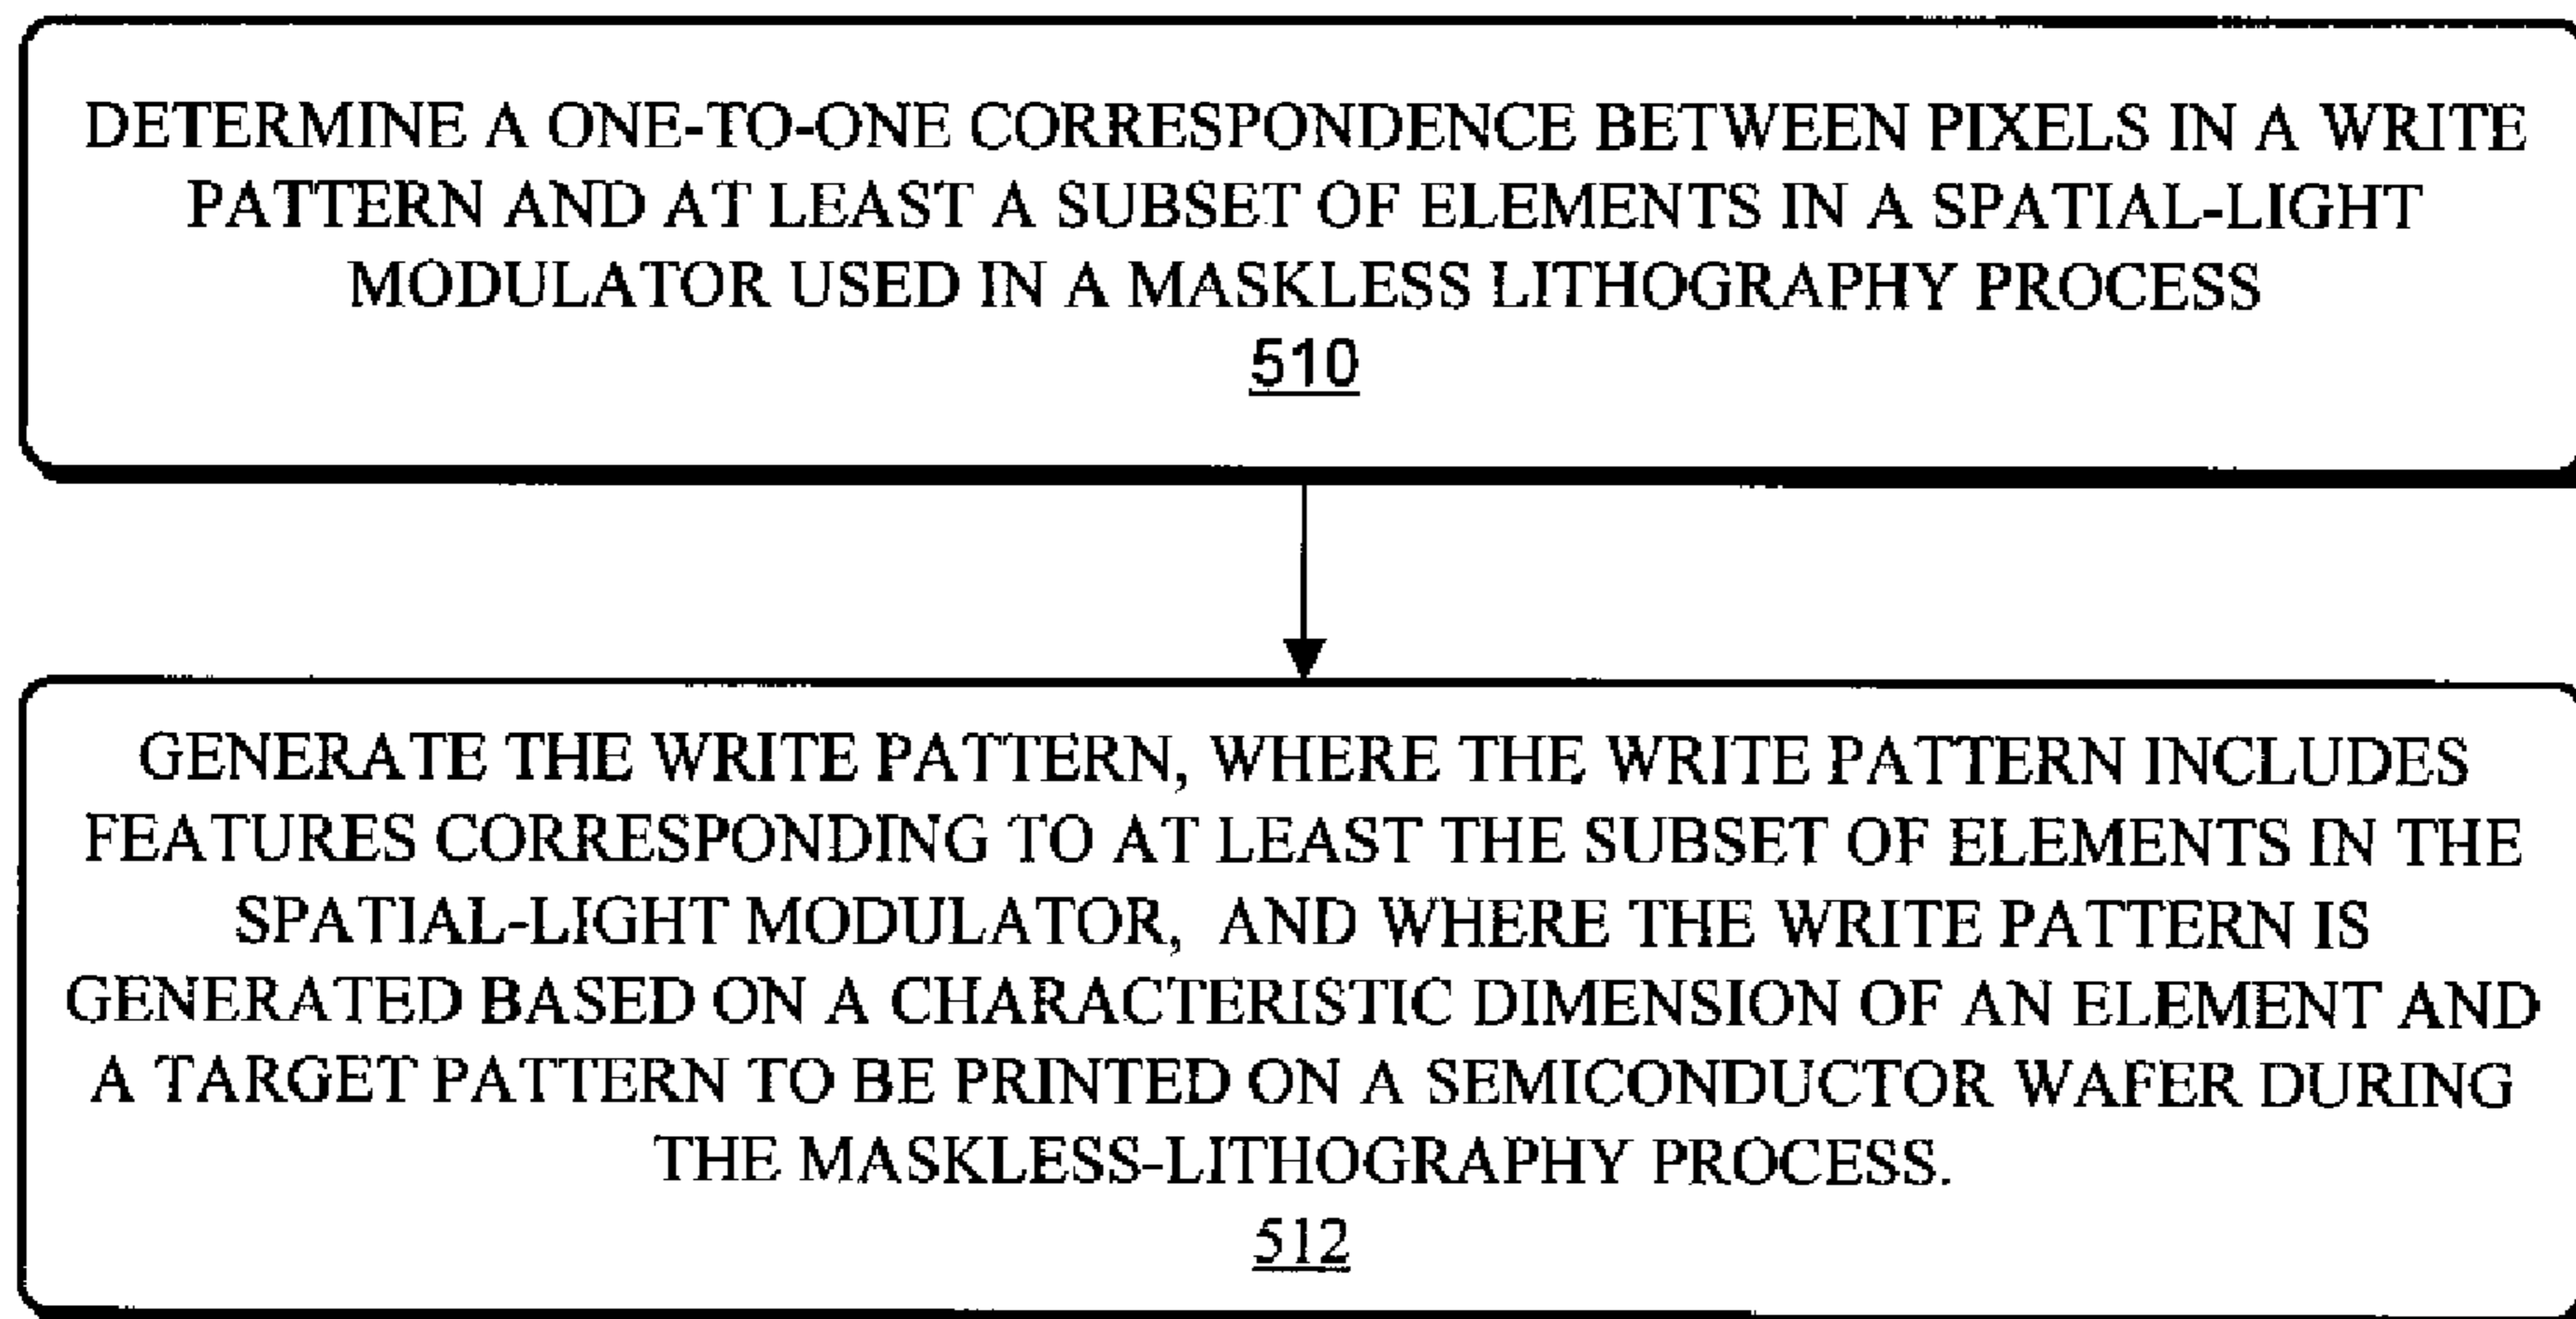 DETERMINE A ONE-TO-ONE CORRESPONDENCE BETWEEN PIXELS IN A WRITE
PATTERN AND AT LEAST A SUBSET OF ELEMENTS IN A SPATIAL-LIGHT
MODULATOR USED IN A MASKLESS LITHOGRAPHY PROCESS
510
GENERATE THE WRITE PATTERN, WHERE THE WRITE PATTERN INCLUDES
FEATURES CORRESPONDING TO AT LEAST THE SUBSET OF ELEMENTS IN THE
SPATIAL-LIGHT MODULATOR, AND WHERE THE WRITE PATTERN IS
GENERATED BASED ON A CHARACTERISTIC DIMENSION OF AN ELEMENT AND
A TARGET PATTERN TO BE PRINTED ON A SEMICONDUCTOR WAFER DURING
THE MASKLESS-LITHOGRAPHY PROCESS.
512